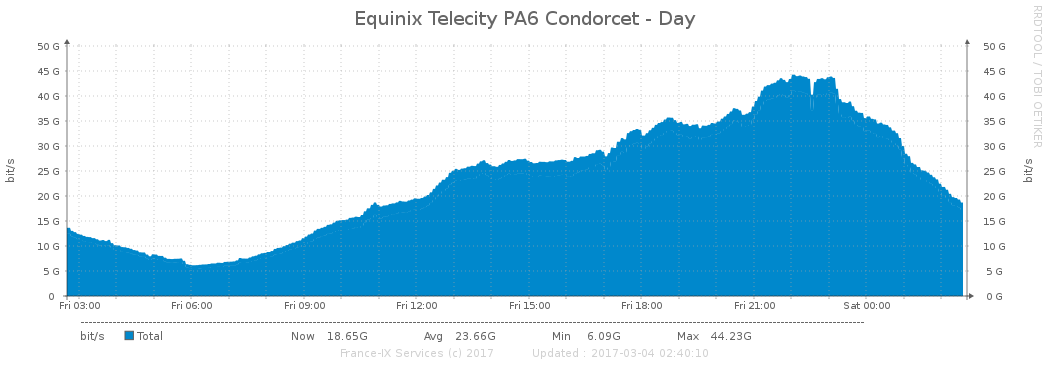 Equinix Telecity PA6 Condorcet - Day
RRDTOOL / TOBI OETIKER
50 G 50 G
45 G 45 G
40 G 40 G
35 G 35 G
30 G 30 G
25 G 25 G
20 G 20 G
15 G 15 G
10 G 10 G
5 G 5 G
0 0 G
bit/s
bit/s
Fri 03:00 Fri 06:00 Fri 09:00 Fri 12:00 Fri 15:00 Fri 18:00 Fri 21:00 Sat 00:00
bit/s Total Now 18.65G Avg 23.66G Min 6.09G Max 44.23G
France-IX Services (c) 2017 Updated : 2017-03-04 02:40:10